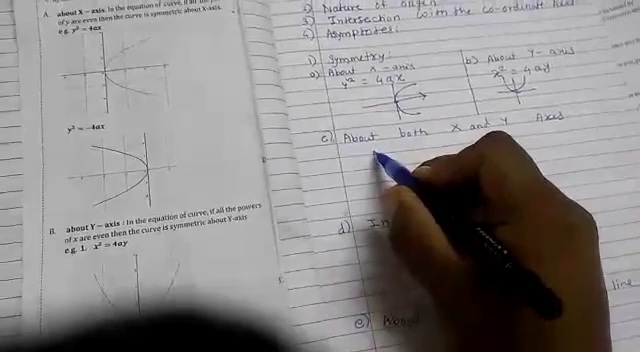 A. about X – axis. In the equation of curve, if all
of y are even then the curve is symmetric about X-axis.
e.g. y² = 4ax
y² = -4ax
B. about Y – axis : In the equation of curve, if all the powers
of x are even then the curve is symmetric about Y-axis
e.g. 1. x² = 4ay
2) Nature of origin
3) Intersection with the co-ordinate
4) Asymptotes:
1) Symmetry:
a) About X-axis
y² = 4ax
b) About Y-axis
x² = 4ay
c) About both X and Y Axis
d) In
e) Abou
line